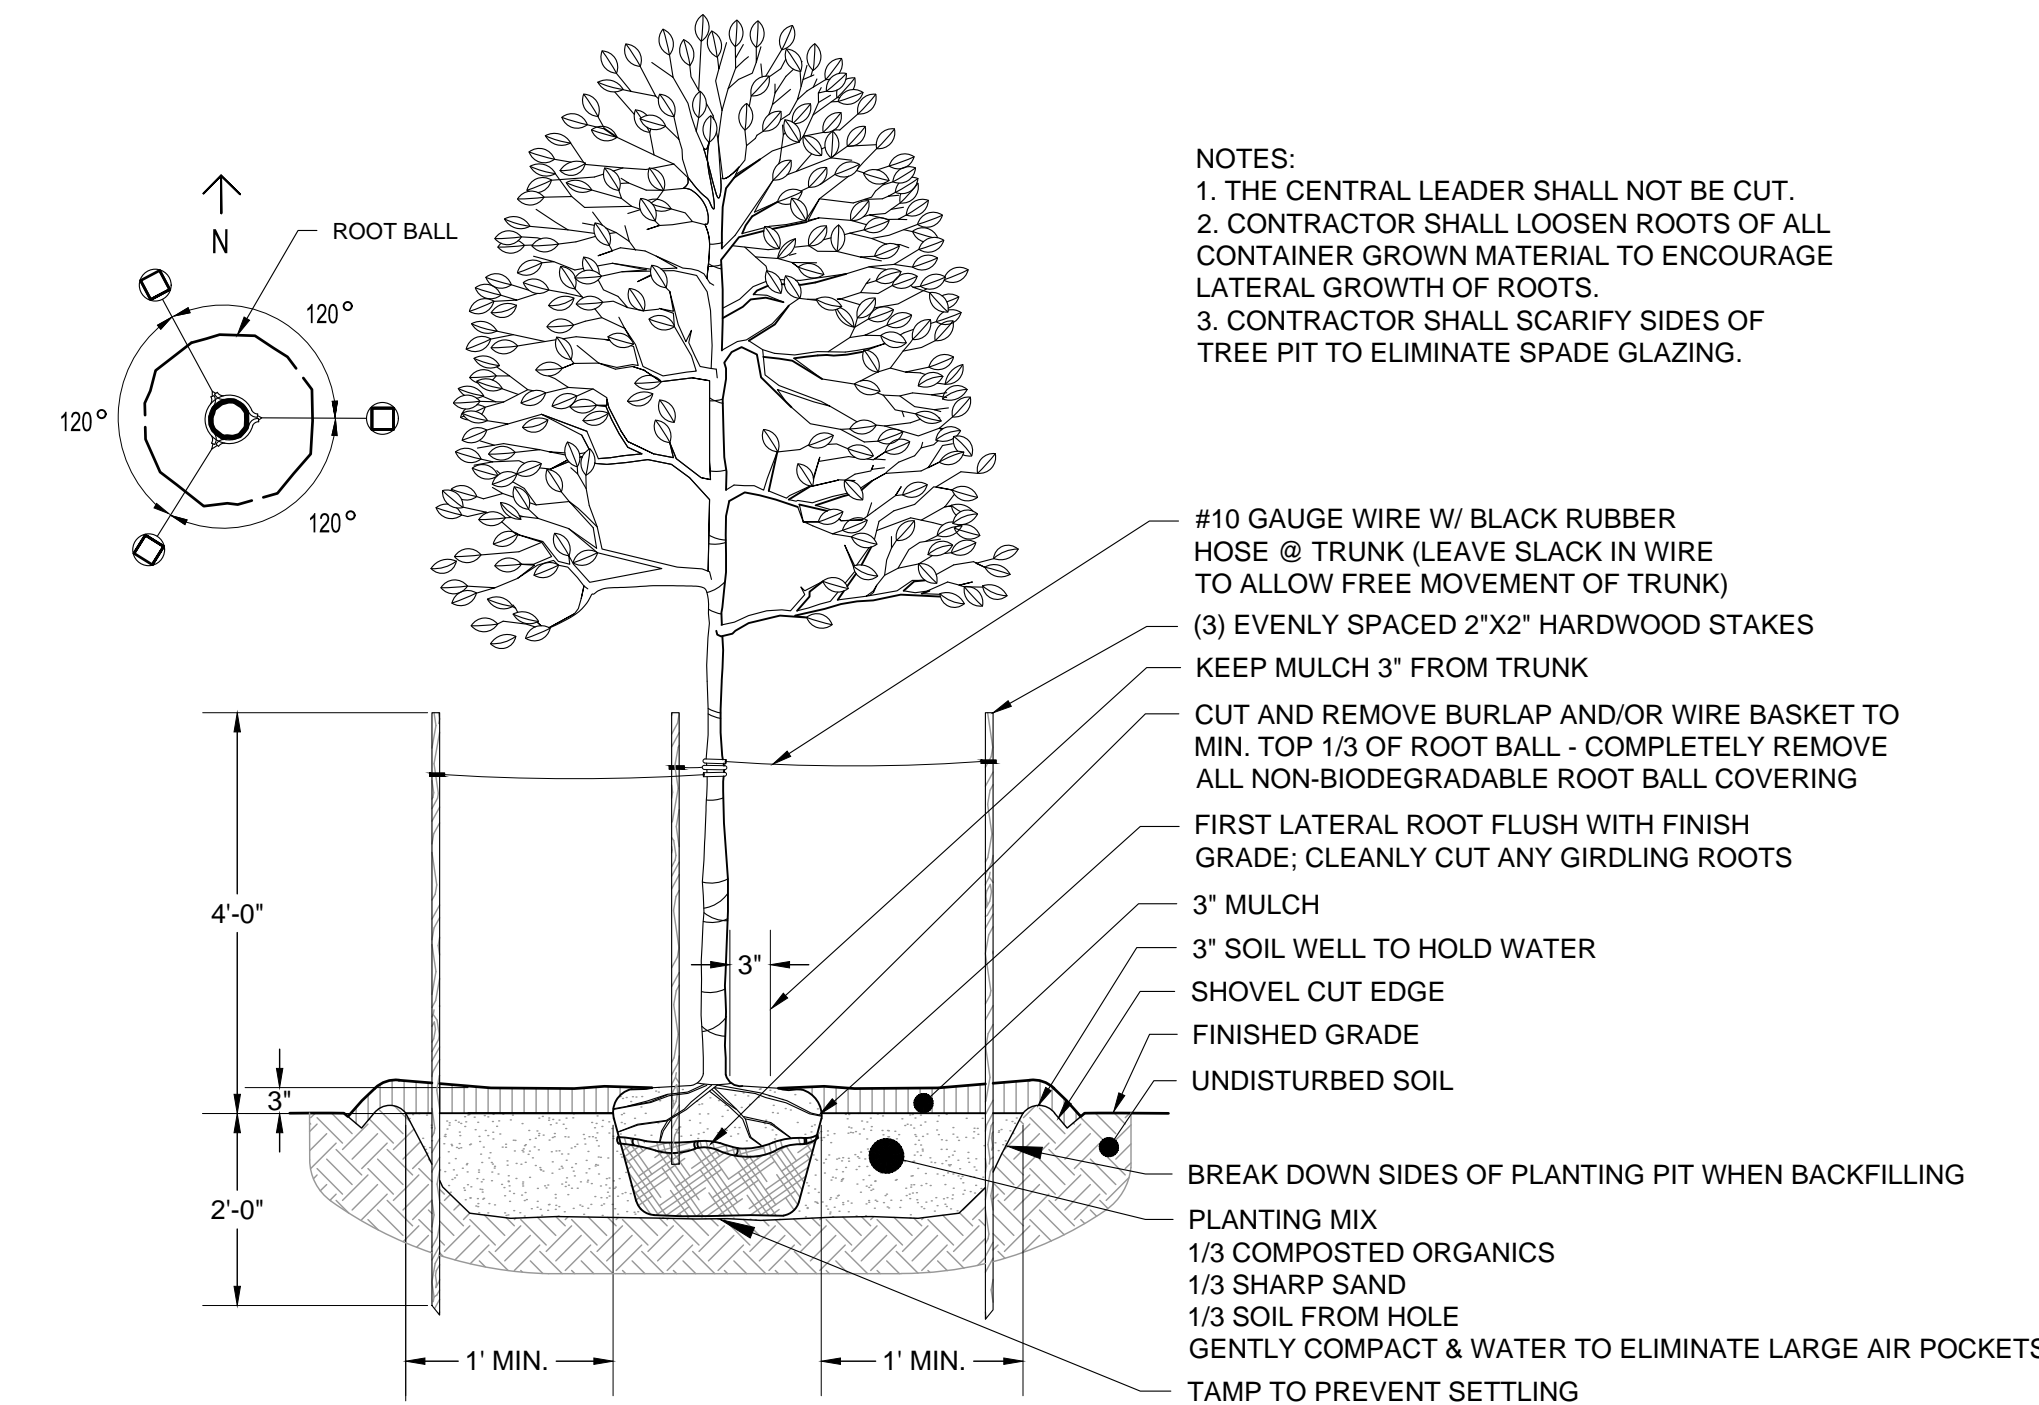 N
ROOT BALL
120°
120°
120°
NOTES:
1. THE CENTRAL LEADER SHALL NOT BE CUT.
2. CONTRACTOR SHALL LOOSEN ROOTS OF ALL
CONTAINER GROWN MATERIAL TO ENCOURAGE
LATERAL GROWTH OF ROOTS.
3. CONTRACTOR SHALL SCARIFY SIDES OF
TREE PIT TO ELIMINATE SPADE GLAZING.
#10 GAUGE WIRE W/ BLACK RUBBER
HOSE @ TRUNK (LEAVE SLACK IN WIRE
TO ALLOW FREE MOVEMENT OF TRUNK)
(3) EVENLY SPACED 2"X2" HARDWOOD STAKES
KEEP MULCH 3" FROM TRUNK
CUT AND REMOVE BURLAP AND/OR WIRE BASKET TO
MIN. TOP 1/3 OF ROOT BALL - COMPLETELY REMOVE
ALL NON-BIODEGRADABLE ROOT BALL COVERING
FIRST LATERAL ROOT FLUSH WITH FINISH
GRADE; CLEANLY CUT ANY GIRDLING ROOTS
3" MULCH
3" SOIL WELL TO HOLD WATER
SHOVEL CUT EDGE
FINISHED GRADE
UNDISTURBED SOIL
BREAK DOWN SIDES OF PLANTING PIT WHEN BACKFILLING
PLANTING MIX
1/3 COMPOSTED ORGANICS
1/3 SHARP SAND
1/3 SOIL FROM HOLE
GENTLY COMPACT & WATER TO ELIMINATE LARGE AIR POCKETS
TAMP TO PREVENT SETTLING
4'-0"
3"
3"
2'-0"
1' MIN.
1' MIN.